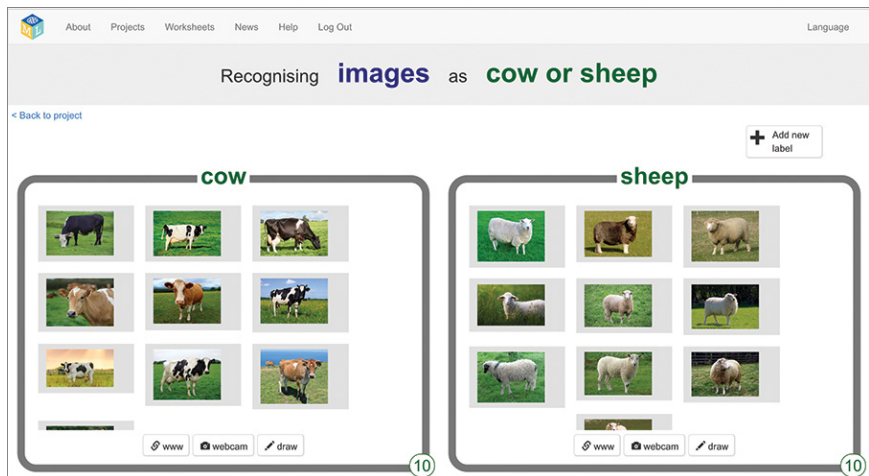 About Projects Worksheets News Help Log Out Language
Recognising images as cow or sheep
< Back to project
Add new
label
cow
sheep
www webcam draw
10
www webcam draw
10